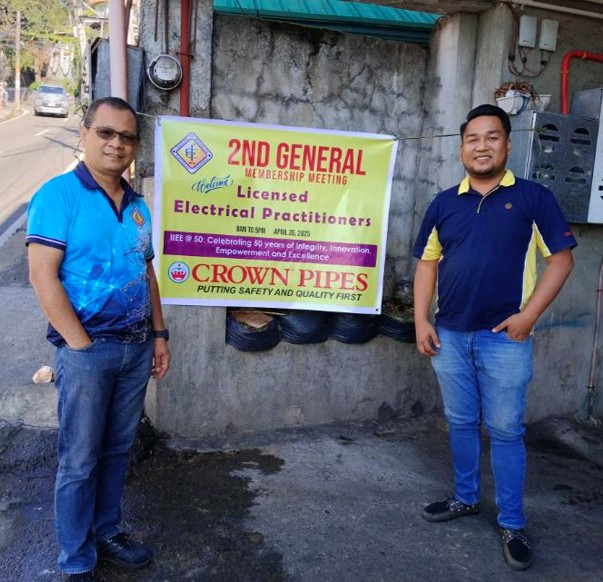 2ND GENERAL
MEMBERSHIP MEETING
Welcome
Licensed
Electrical Practitioners
8AM TO 5PM APRIL 25, 2025
IIEE @ 50: Celebrating 50 years of Integrity, Innovation,
Empowerment and Excellence
CROWN PIPES
PUTTING SAFETY AND QUALITY FIRST